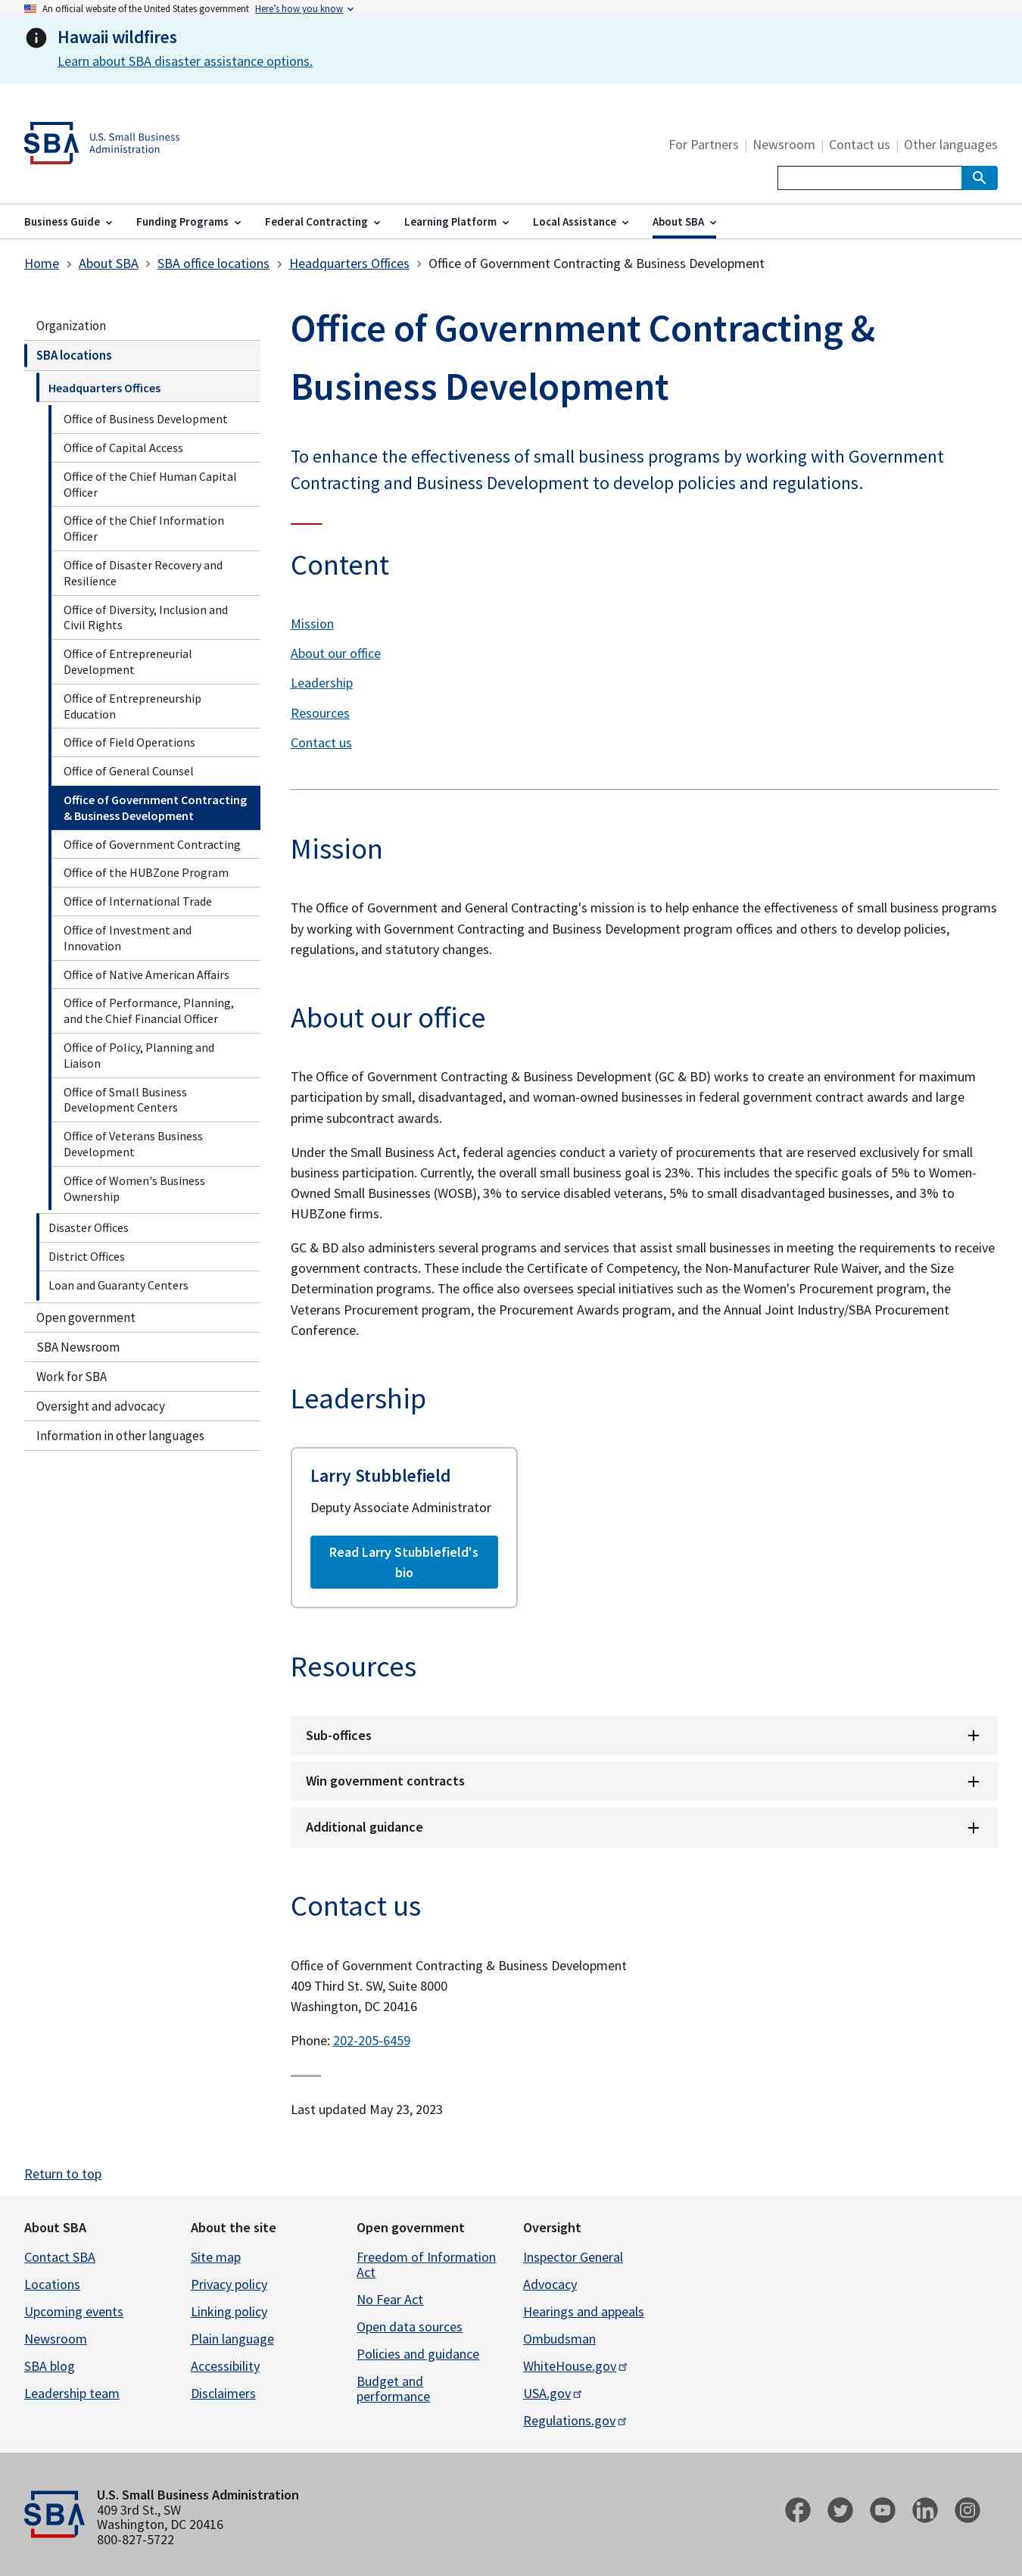 An official website of the United States government Here's how you know
Hawaii wildfires
Learn about SBA disaster assistance options.
SBA U.S. Small Business
Administration
For Partners Newsroom Contact us Other languages
Business Guide Funding Programs Federal Contracting Learning Platform Local Assistance About SBA
Home About SBA SBA office locations Headquarters Offices Office of Government Contracting & Business Development
Organization
SBA locations
Headquarters Offices
Office of Business Development
Office of Capital Access
Office of the Chief Human Capital
Officer
Office of the Chief Information
Officer
Office of Disaster Recovery and
Resilience
Office of Diversity, Inclusion and
Civil Rights
Office of Entrepreneurial
Development
Office of Entrepreneurship
Education
Office of Field Operations
Office of General Counsel
Office of Government Contracting
& Business Development
Office of Government Contracting
Office of the HUBZone Program
Office of International Trade
Office of Investment and
Innovation
Office of Native American Affairs
Office of Performance, Planning,
and the Chief Financial Officer
Office of Policy, Planning and
Liaison
Office of Small Business
Development Centers
Office of Veterans Business
Development
Office of Women's Business
Ownership
Disaster Offices
District Offices
Loan and Guaranty Centers
Open government
SBA Newsroom
Work for SBA
Oversight and advocacy
Information in other languages
Office of Government Contracting &
Business Development
To enhance the effectiveness of small business programs by working with Government
Contracting and Business Development to develop policies and regulations.
Content
Mission
About our office
Leadership
Resources
Contact us
Mission
The Office of Government and General Contracting's mission is to help enhance the effectiveness of small business programs
by working with Government Contracting and Business Development program offices and others to develop policies,
regulations, and statutory changes.
About our office
The Office of Government Contracting & Business Development (GC & BD) works to create an environment for maximum
participation by small, disadvantaged, and woman-owned businesses in federal government contract awards and large
prime subcontract awards.
Under the Small Business Act, federal agencies conduct a variety of procurements that are reserved exclusively for small
business participation. Currently, the overall small business goal is 23%. This includes the specific goals of 5% to Women-
Owned Small Businesses (WOSB), 3% to service disabled veterans, 5% to small disadvantaged businesses, and 3% to
HUBZone firms.
GC & BD also administers several programs and services that assist small businesses in meeting the requirements to receive
government contracts. These include the Certificate of Competency, the Non-Manufacturer Rule Waiver, and the Size
Determination programs. The office also oversees special initiatives such as the Women's Procurement program, the
Veterans Procurement program, the Procurement Awards program, and the Annual Joint Industry/SBA Procurement
Conference.
Leadership
Larry Stubblefield
Deputy Associate Administrator
Read Larry Stubblefield's
bio
Resources
Sub-offices
Win government contracts
Additional guidance
Contact us
Office of Government Contracting & Business Development
409 Third St. SW, Suite 8000
Washington, DC 20416
Phone: 202-205-6459
Last updated May 23, 2023
Return to top
About SBA
Contact SBA
Locations
Upcoming events
Newsroom
SBA blog
Leadership team
About the site
Site map
Privacy policy
Linking policy
Plain language
Accessibility
Disclaimers
Open government
Freedom of Information
Act
No Fear Act
Open data sources
Policies and guidance
Budget and
performance
Oversight
Inspector General
Advocacy
Hearings and appeals
Ombudsman
WhiteHouse.gov
USA.gov
Regulations.gov
SBA
U.S. Small Business Administration
409 3rd St., SW
Washington, DC 20416
800-827-5722